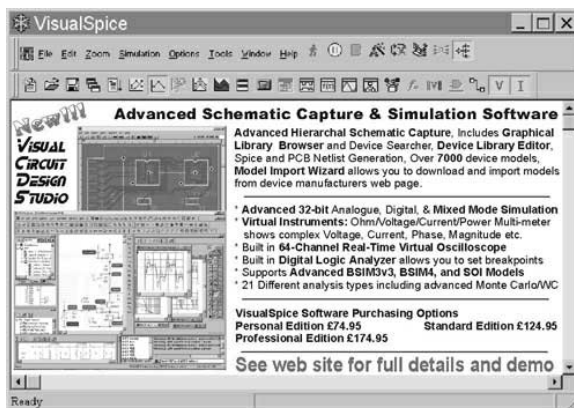 VisualSpice
File Edit Zoom Simulation Options Tools Window Help
New!!!
VISUAL
CIRCUIT
DESIGN
STUDIO
Advanced Schematic Capture & Simulation Software
Advanced Hierarchal Schematic Capture, Includes Graphical
Library Browser and Device Searcher, Device Library Editor,
Spice and PCB Netlist Generation, Over 7000 device models,
Model Import Wizard allows you to download and import models
from device manufacturers web page.
* Advanced 32-bit Analogue, Digital, & Mixed Mode Simulation
* Virtual Instruments: Ohm/Voltage/Current/Power Multi-meter
shows complex Voltage, Current, Phase, Magnitude etc.
* Built in 64-Channel Real-Time Virtual Oscilloscope
* Built in Digital Logic Analyzer allows you to set breakpoints
* Supports Advanced BSIM3v3, BSIM4, and SOI Models
* 21 Different analysis types including advanced Monte Carlo/WC
VisualSpice Software Purchasing Options
Personal Edition £74.95 Standard Edition £124.95
Professional Edition £174.95
See web site for full details and demo
Ready